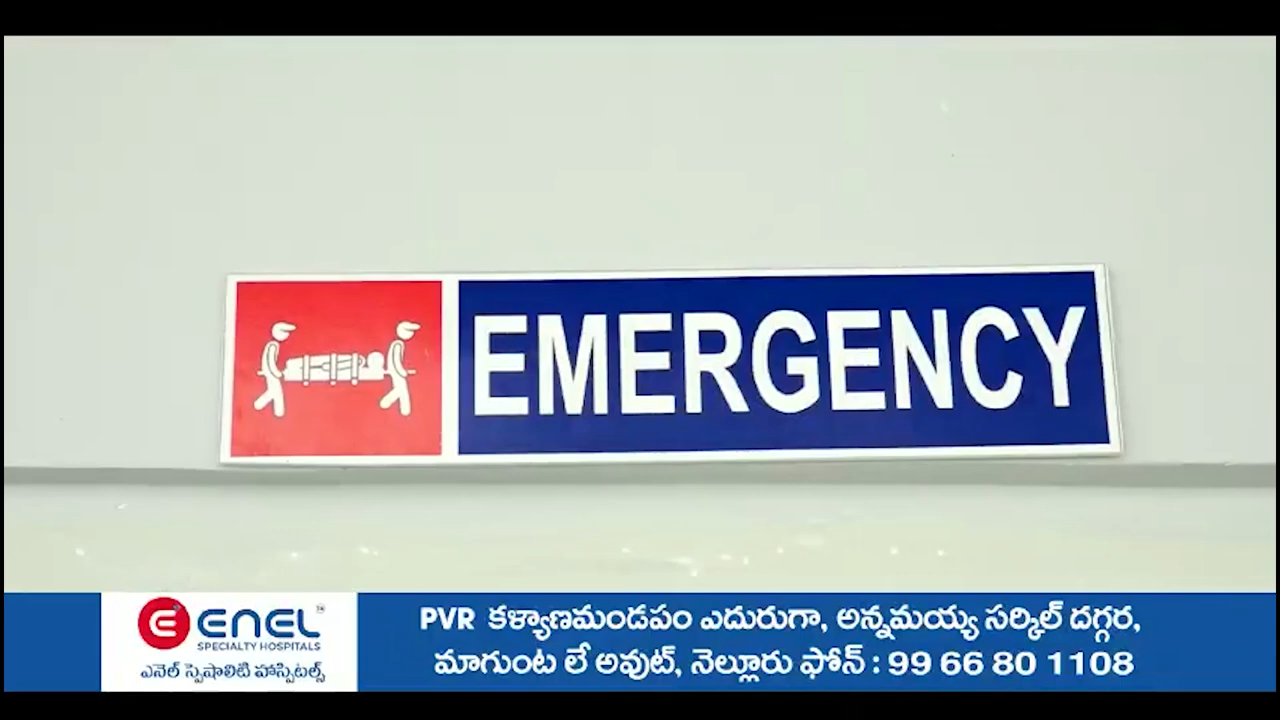 EMERGENCY
ENEL
SPECIALTY HOSPITALS
ఎనెల్ స్పెషాలిటి హాస్పిటల్స్
PVR కళ్యాణమండపం ఎదురుగా, అన్నమయ్య సర్కిల్ దగ్గర,
మాగుంట లే అవుట్, నెల్లూరు ఫోన్ : 99 66 80 1108